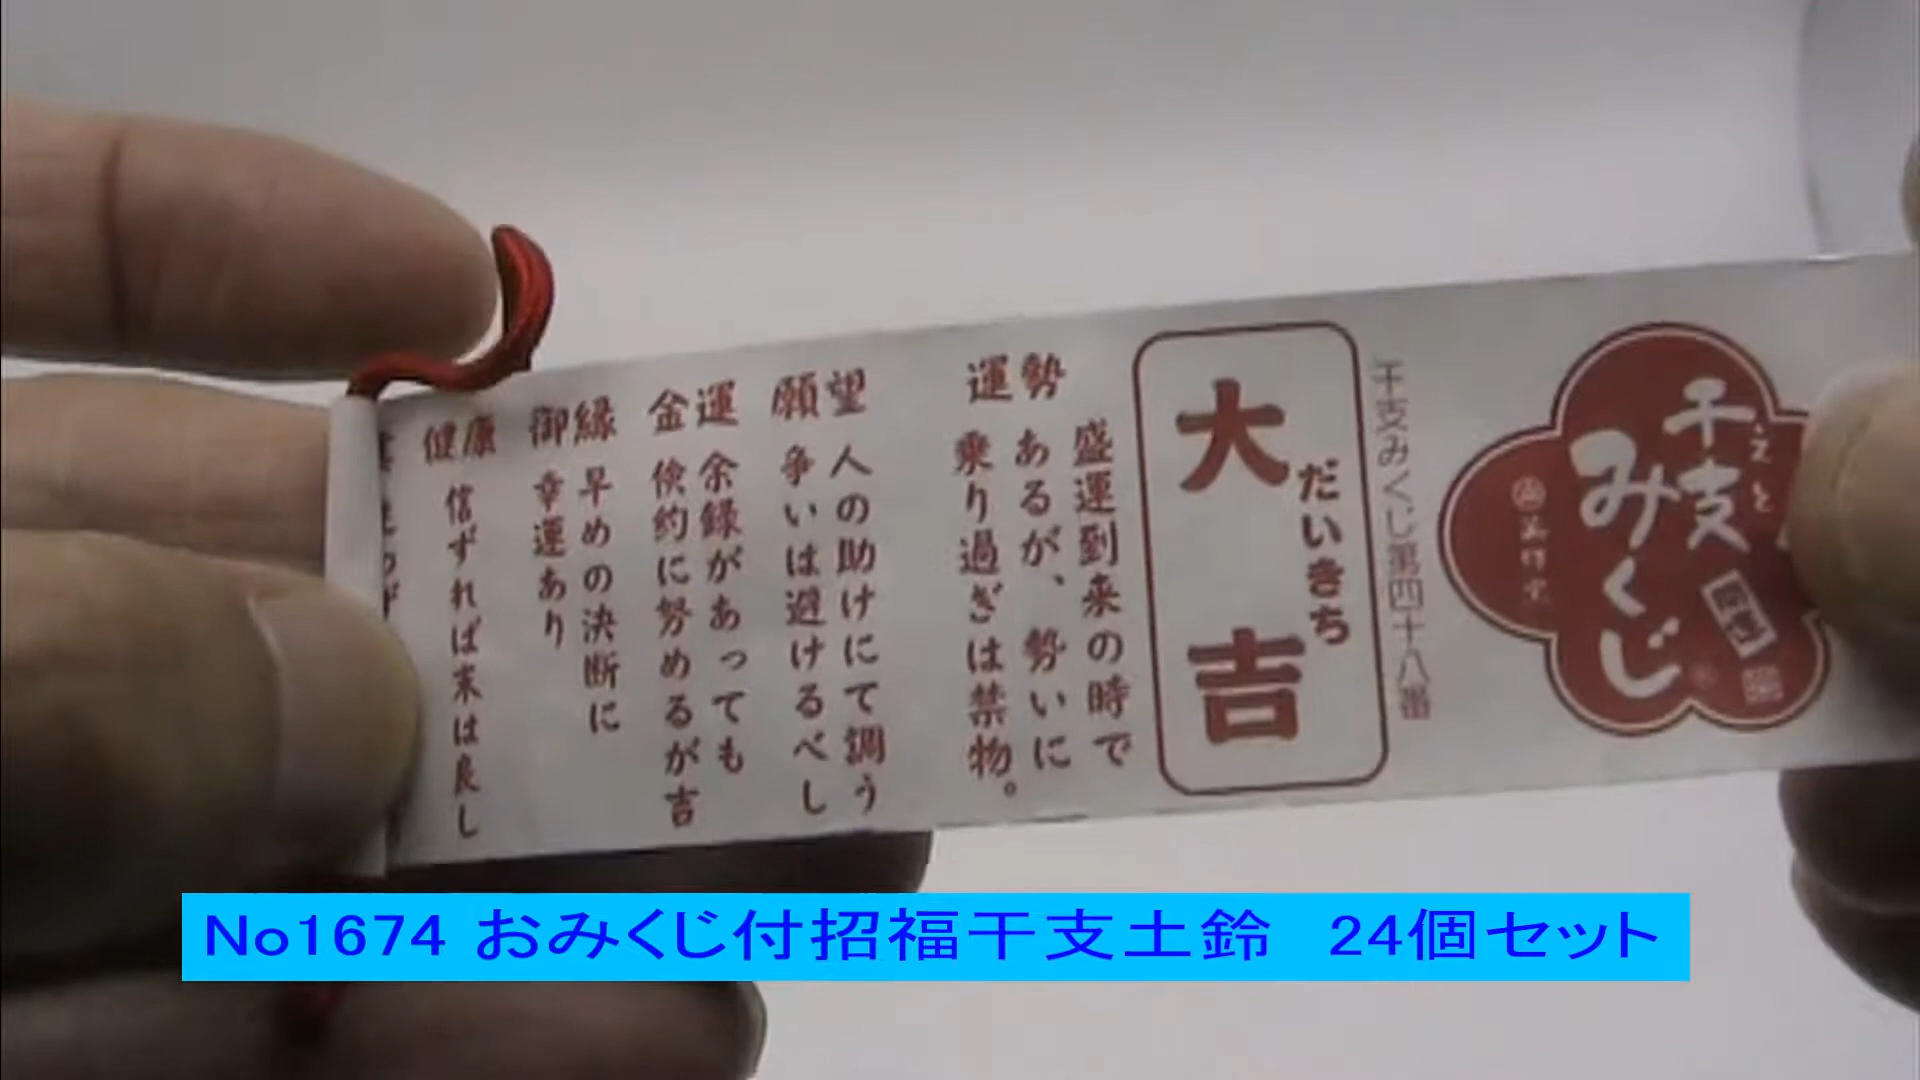 干支
えと
みくじ
干支みくじ第四十八番
大吉
だいきち
運勢
盛運到来の時で
あるが、勢いに
乗り過ぎは禁物。
願望
人の助けにて調う
争いは避けるべし
金運
余録があっても
倹約に努めるが吉
御縁
早めの決断に
幸運あり
健康
信ずれば末は良し
No1674 おみくじ付招福干支土鈴 24個セット